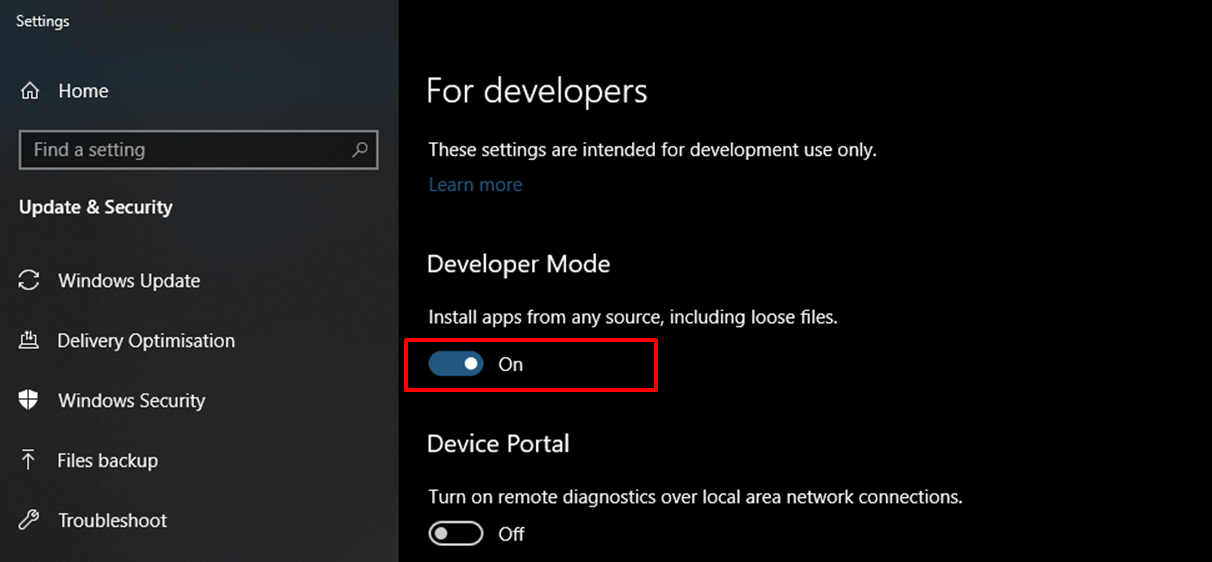 Settings
Home
Find a setting
Update & Security
Windows Update
Delivery Optimisation
Windows Security
Files backup
Troubleshoot
For developers
These settings are intended for development use only.
Learn more
Developer Mode
Install apps from any source, including loose files.
On
Device Portal
Turn on remote diagnostics over local area network connections.
Off